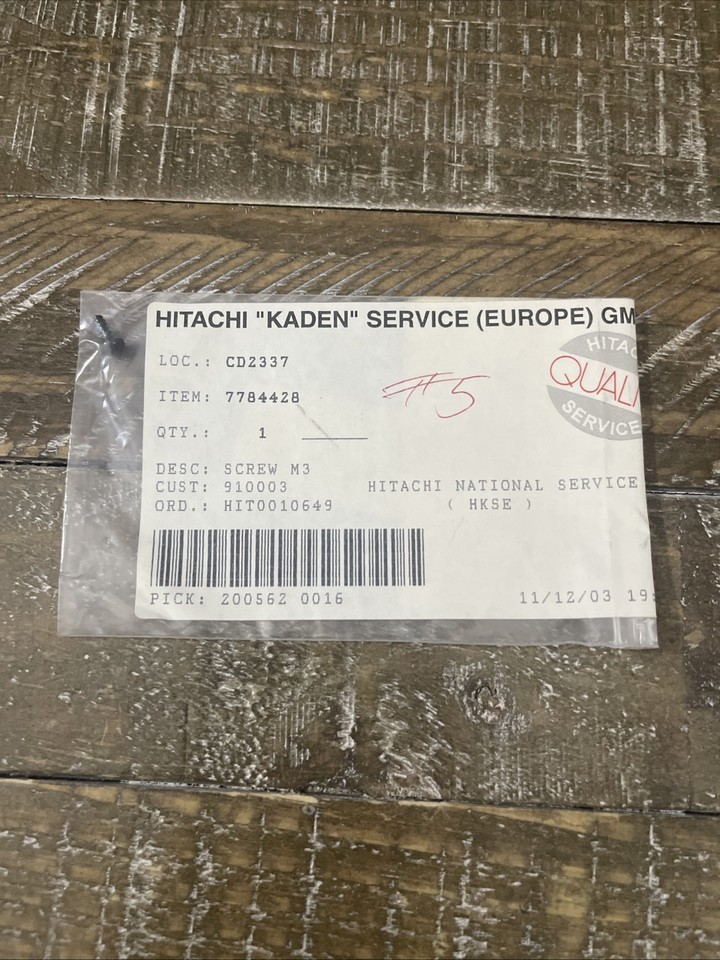 HITACHI "KADEN" SERVICE (EUROPE) GM
LOC.: CD2337
ITEM: 7784428
#5
HITAC
QUALI
SERVICE
QTY.: 1
DESC: SCREW M3
CUST: 910003 HITACHI NATIONAL SERVICE
ORD.: HIT0010649 ( HKSE )
PICK: 200562 0016 11/12/03 19: